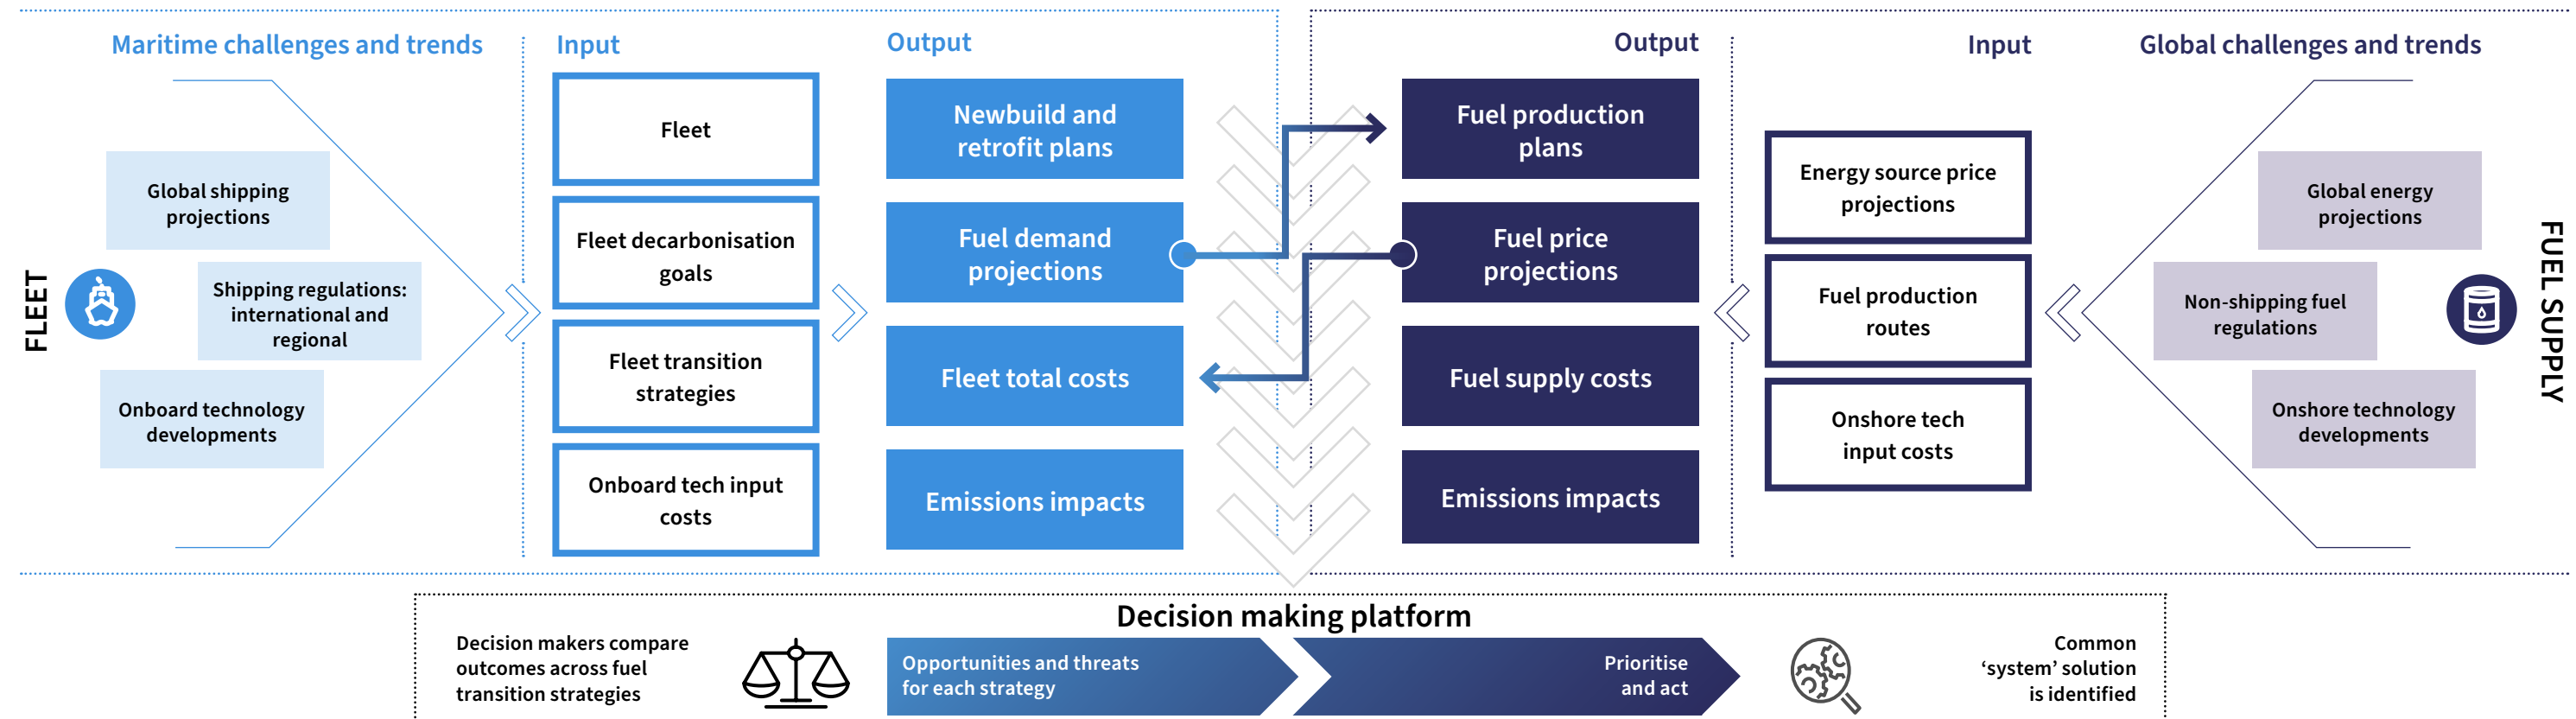 Maritime challenges and trends
Input
Output
Output
Input
Global challenges and trends
FLEET
Global shipping
projections
Shipping regulations:
international and
regional
Onboard technology
developments
Fleet
Fleet decarbonisation
goals
Fleet transition
strategies
Onboard tech input
costs
Newbuild and
retrofit plans
Fuel demand
projections
Fleet total costs
Emissions impacts
Fuel production
plans
Fuel price
projections
Fuel supply costs
Emissions impacts
Energy source price
projections
Fuel production
routes
Onshore tech
input costs
Global energy
projections
Non-shipping fuel
regulations
Onshore technology
developments
FUEL SUPPLY
Decision making platform
Decision makers compare
outcomes across fuel
transition strategies
Opportunities and threats
for each strategy
Prioritise
and act
Common
‘system’ solution
is identified